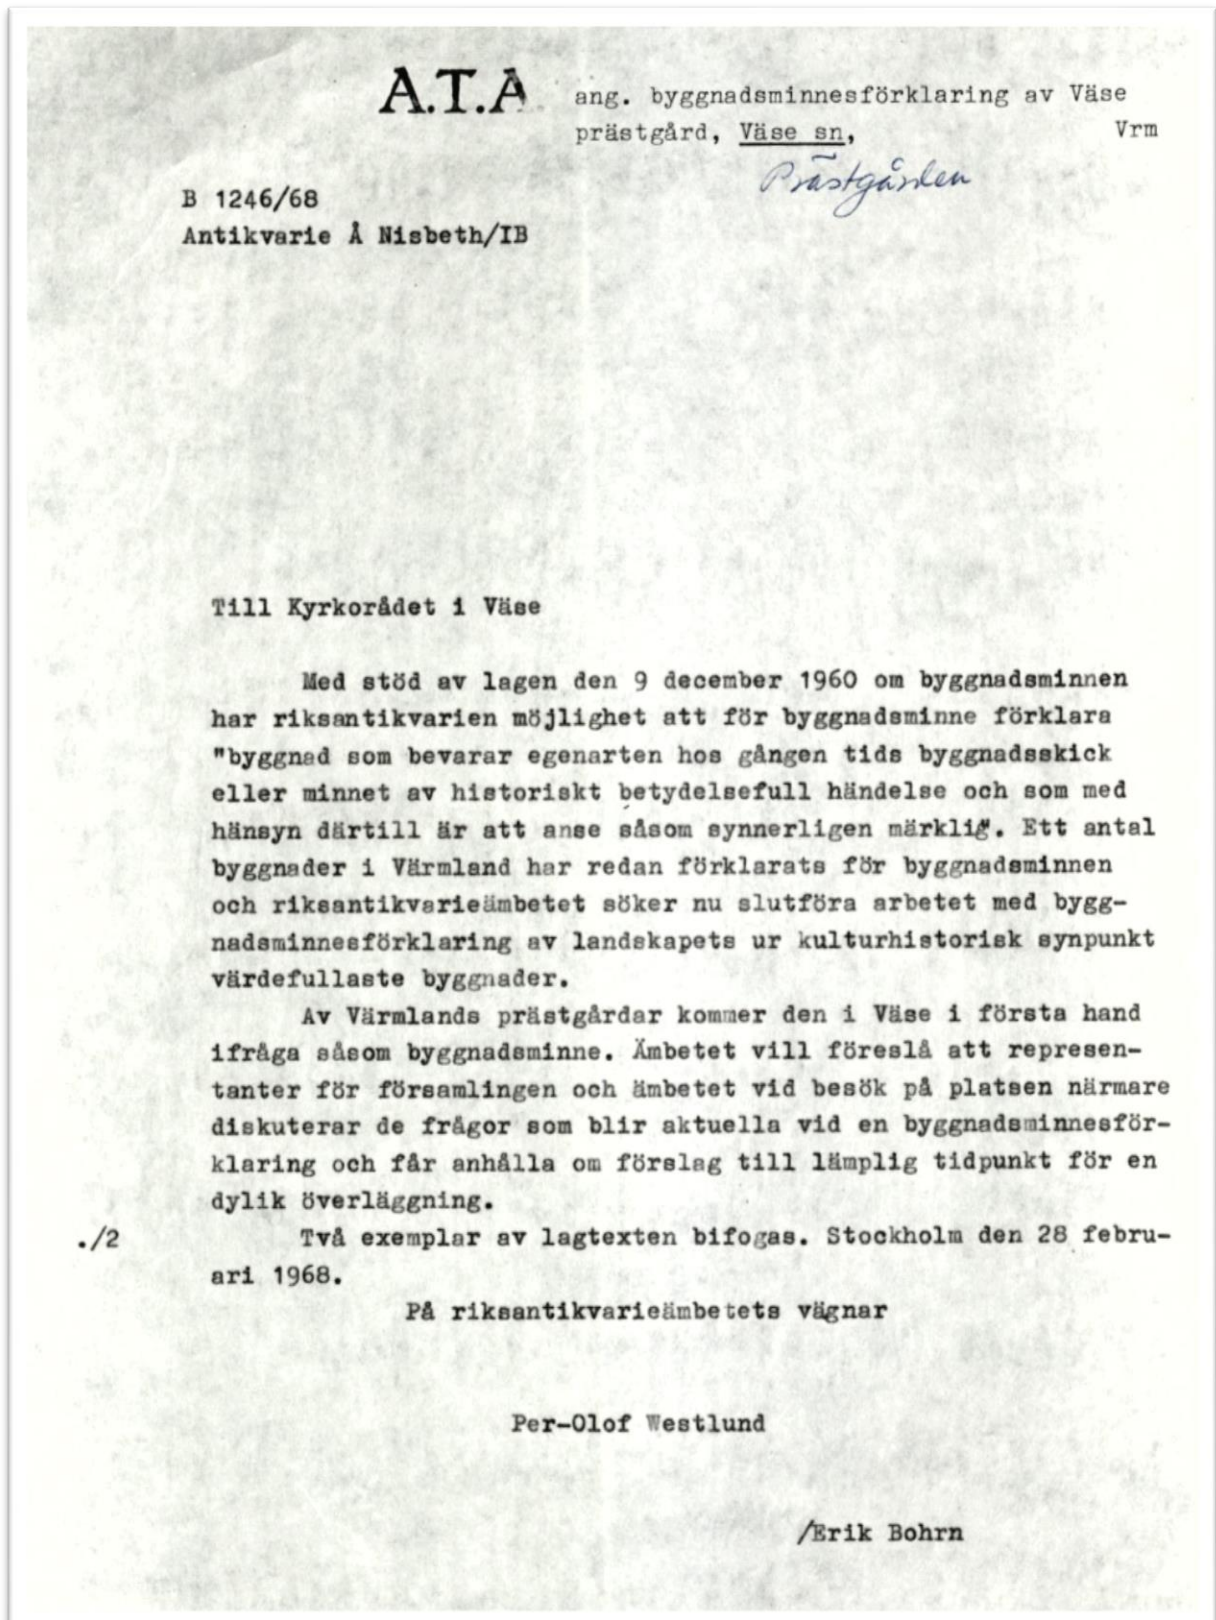 A.T.A
ang. byggnadsminnesförklaring av Väse
prästgård, Väse sn, Vrm
Prästgården
B 1246/68
Antikvarie Å Nisbeth/IB
Till Kyrkorådet i Väse
Med stöd av lagen den 9 december 1960 om byggnadsminnen
har riksantikvarien möjlighet att för byggnadsminne förklara
"byggnad som bevarar egenarten hos gången tids byggnadsskick
eller minnet av historiskt betydelsefull händelse och som med
hänsyn därtill är att anse såsom synnerligen märklig". Ett antal
byggnader i Värmland har redan förklarats för byggnadsminnen
och riksantikvarieämbetet söker nu slutföra arbetet med bygg-
nadsminnesförklaring av landskapets ur kulturhistorisk synpunkt
värdefullaste byggnader.
Av Värmlands prästgårdar kommer den i Väse i första hand
ifråga såsom byggnadsminne. Ämbetet vill föreslå att represen-
tanter för församlingen och ämbetet vid besök på platsen närmare
diskuterar de frågor som blir aktuella vid en byggnadsminnesför-
klaring och får anhålla om förslag till lämplig tidpunkt för en
dylik överläggning.
./2 Två exemplar av lagtexten bifogas. Stockholm den 28 febru-
ari 1968.
På riksantikvarieämbetets vägnar
Per-Olof Westlund
/Erik Bohrn